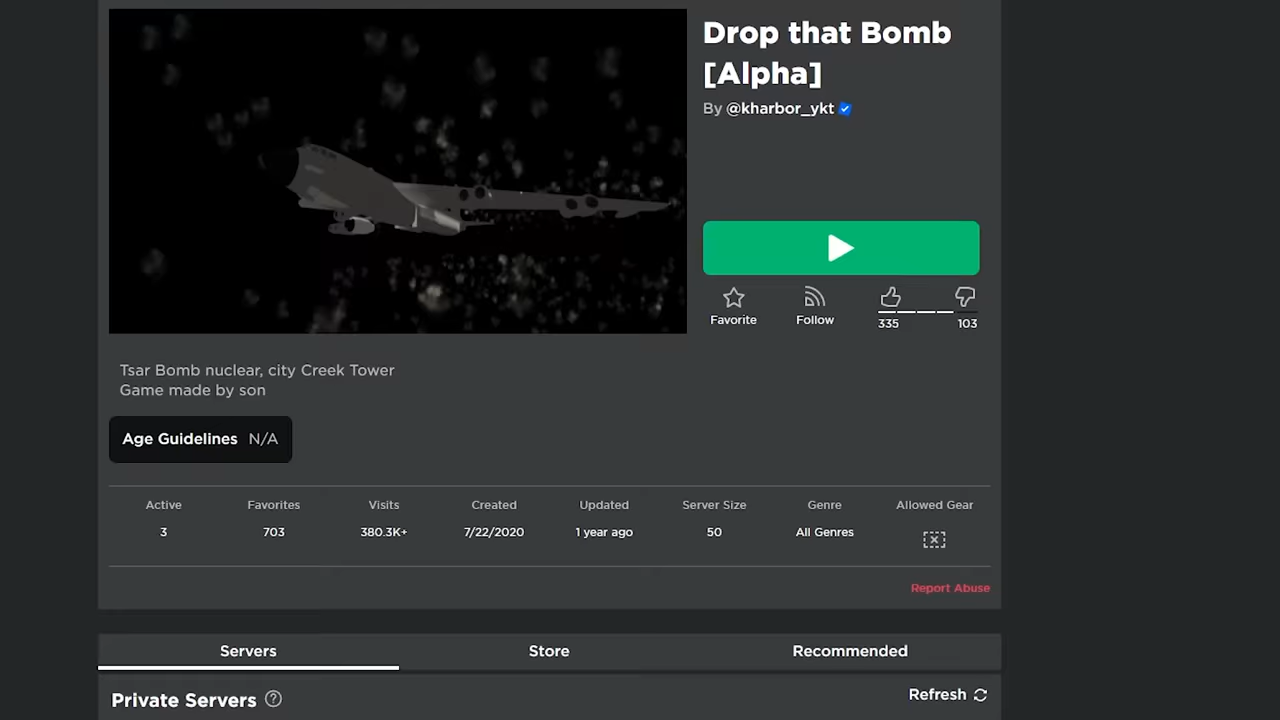 Drop that Bomb
[Alpha]
By @kharbor_ykt
Favorite
Follow
335
103
Tsar Bomb nuclear, city Creek Tower
Game made by son
Age Guidelines N/A
Active Favorites Visits Created Updated Server Size Genre Allowed Gear
3 703 380.3K+ 7/22/2020 1 year ago 50 All Genres
Report Abuse
Servers Store Recommended
Private Servers ?
Refresh